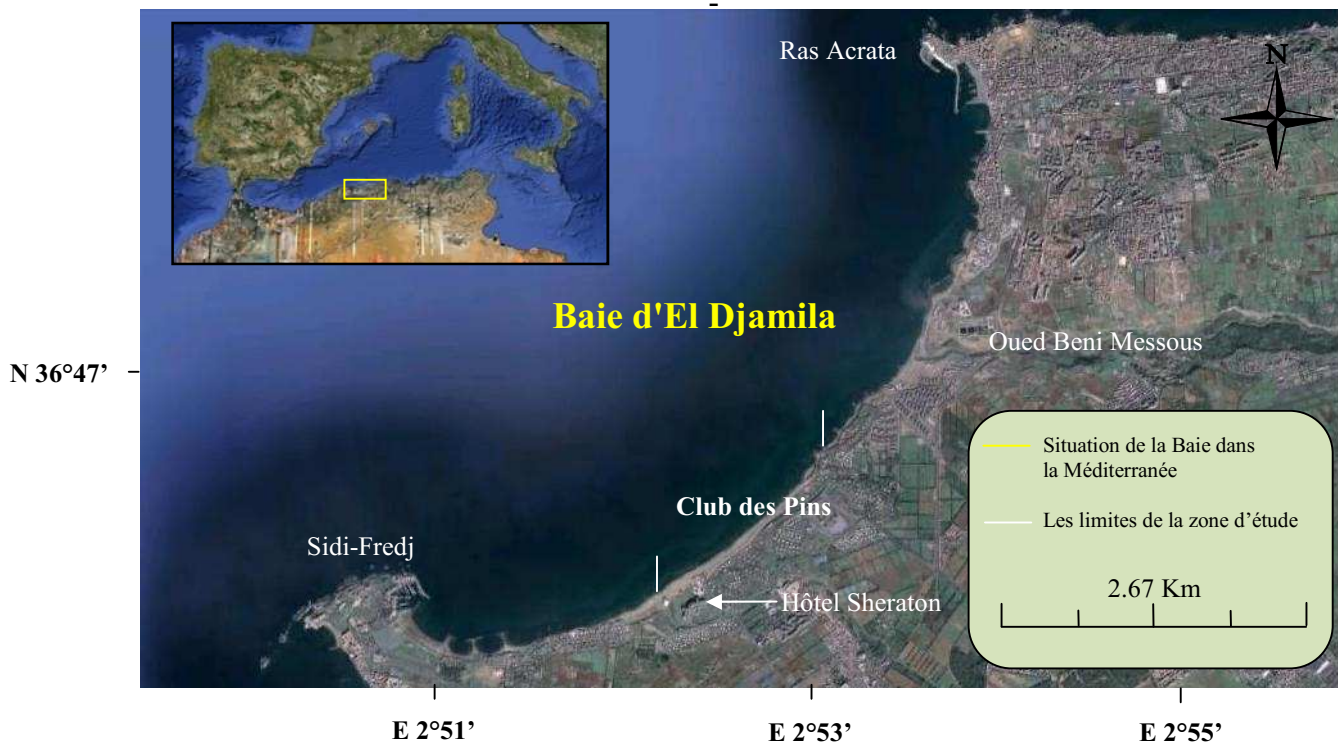 Ras Acrata
N
Baie d'El Djamila
Oued Beni Messous
N 36°47’
Situation de la Baie dans
la Méditerranée
Club des Pins
Les limites de la zone d’étude
Sidi-Fredj
2.67 Km
Hôtel Sheraton
E 2°51’
E 2°53’
E 2°55’